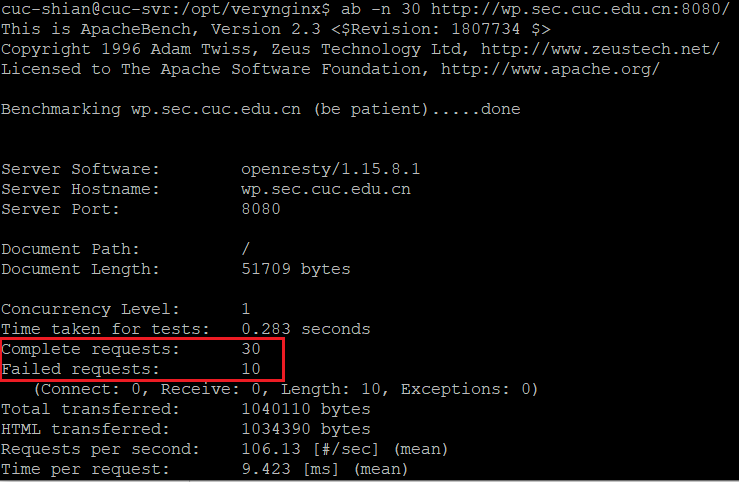 cuc-shian@cuc-svr:/opt/verynginx$ ab -n 30 http://wp.sec.cuc.edu.cn:8080/
This is ApacheBench, Version 2.3 <$Revision: 1807734 $>
Copyright 1996 Adam Twiss, Zeus Technology Ltd, http://www.zeustech.net/
Licensed to The Apache Software Foundation, http://www.apache.org/
Benchmarking wp.sec.cuc.edu.cn (be patient).....done
Server Software: openresty/1.15.8.1
Server Hostname: wp.sec.cuc.edu.cn
Server Port: 8080
Document Path: /
Document Length: 51709 bytes
Concurrency Level: 1
Time taken for tests: 0.283 seconds
Complete requests: 30
Failed requests: 10
(Connect: 0, Receive: 0, Length: 10, Exceptions: 0)
Total transferred: 1040110 bytes
HTML transferred: 1034390 bytes
Requests per second: 106.13 [#/sec] (mean)
Time per request: 9.423 [ms] (mean)